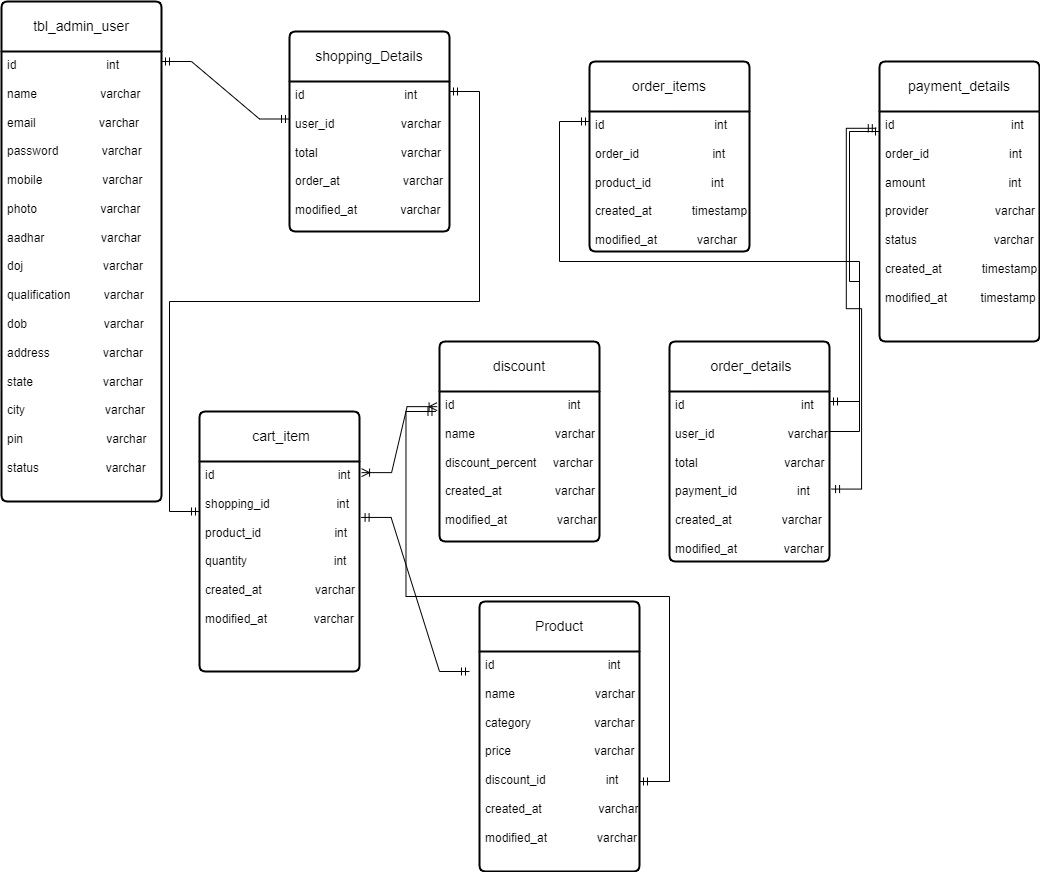 tbl_admin_user
id int
name varchar
email varchar
password varchar
mobile varchar
photo varchar
aadhar varchar
doj varchar
qualification varchar
dob varchar
address varchar
state varchar
city varchar
pin varchar
status varchar
shopping_Details
id int
user_id varchar
total varchar
order_at varchar
modified_at varchar
order_items
id int
order_id int
product_id int
created_at timestamp
modified_at varchar
payment_details
id int
order_id int
amount int
provider varchar
status varchar
created_at timestamp
modified_at timestamp
cart_item
id int
shopping_id int
product_id int
quantity int
created_at varchar
modified_at varchar
discount
id int
name varchar
discount_percent varchar
created_at varchar
modified_at varchar
order_details
id int
user_id varchar
total varchar
payment_id int
created_at varchar
modified_at varchar
Product
id int
name varchar
category varchar
price varchar
discount_id int
created_at varchar
modified_at varchar